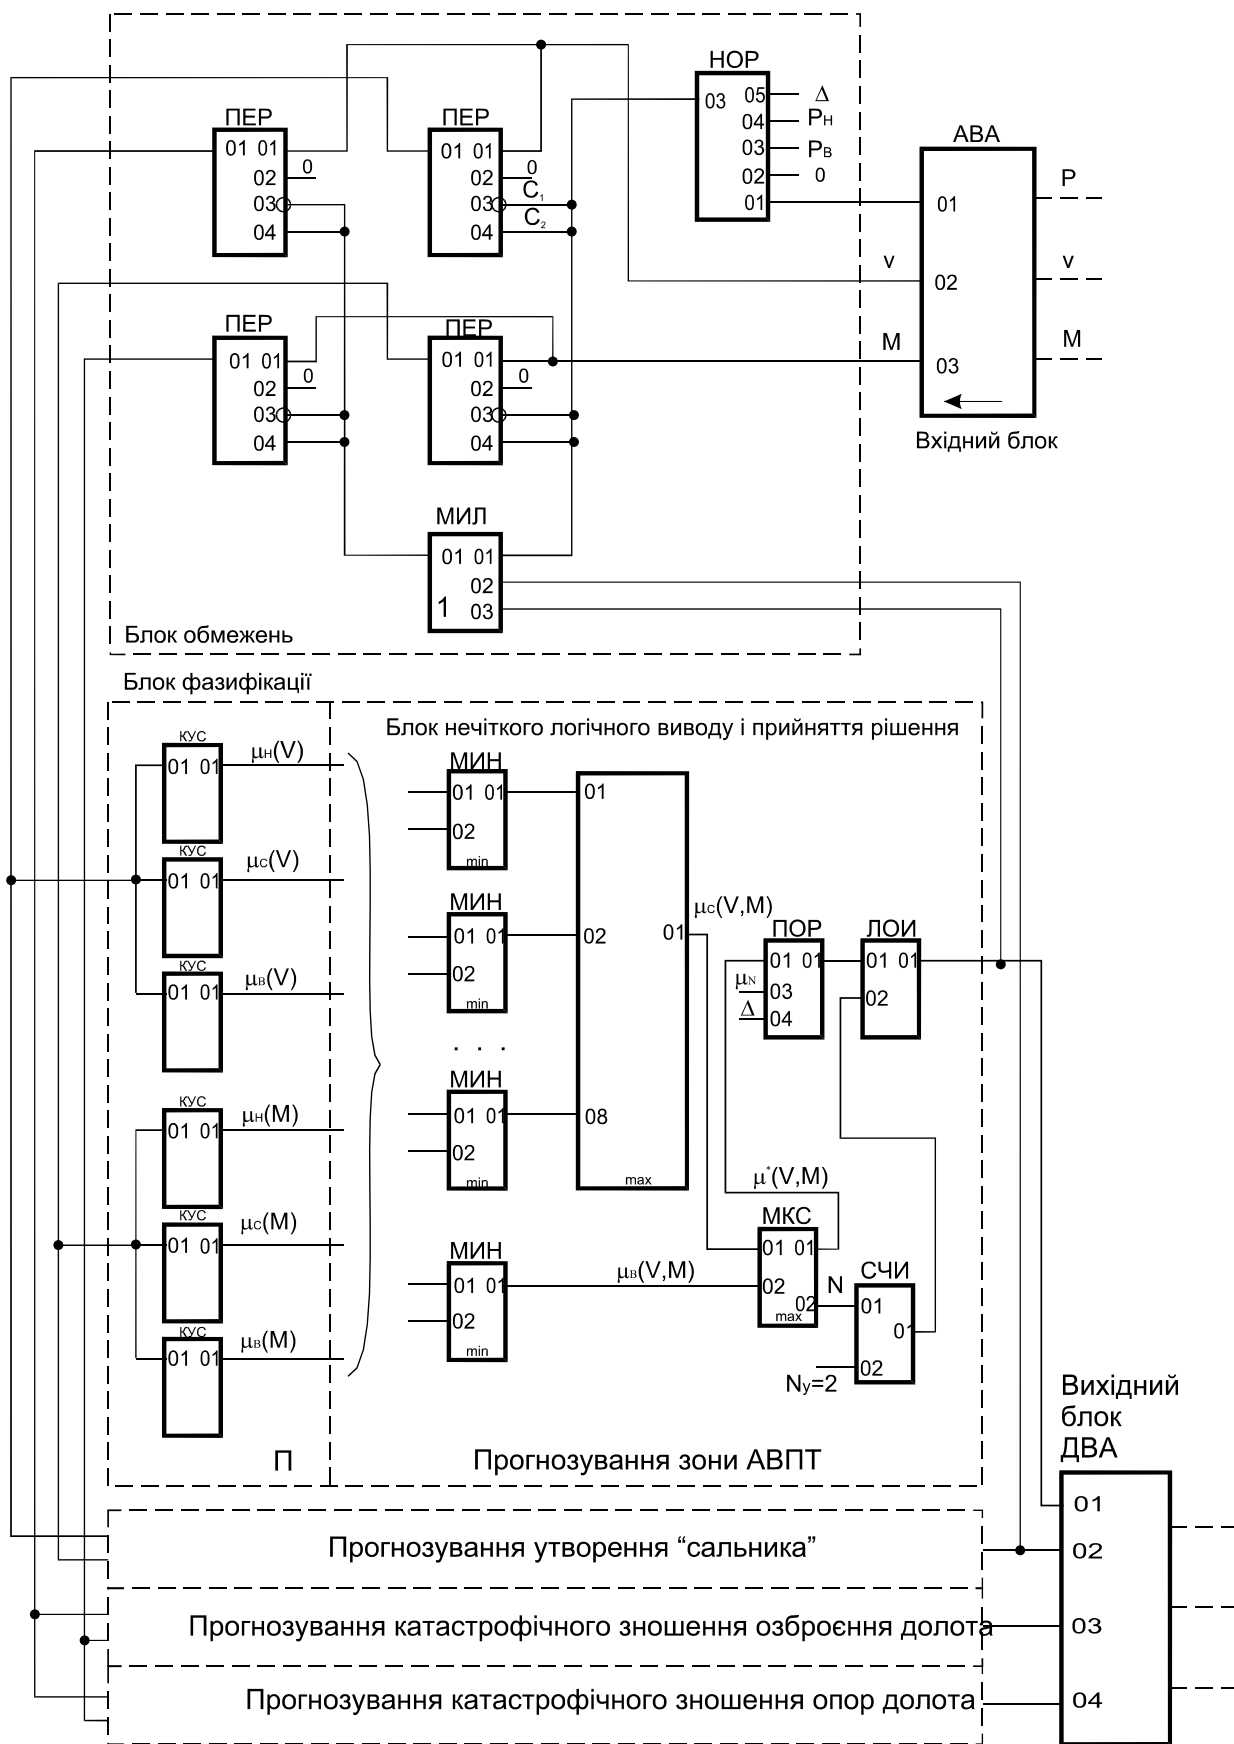 НОР
ПЕР
ПЕР
03
05
Δ
04
PН
03
PВ
02
0
01
АВА
01
P
02
v
v
03
M
M
Вхідний блок
01 01
02
0
03
04
01 01
02
0
03
C₁
04
C₂
ПЕР
ПЕР
01 01
02
0
03
04
01 01
02
0
03
04
МИЛ
01 01
02
1
03
Блок обмежень
Блок фазифікації
Блок нечіткого логічного виводу і прийняття рішення
КУС
01 01
μН(V)
КУС
01 01
μС(V)
КУС
01 01
μВ(V)
КУС
01 01
μН(M)
КУС
01 01
μС(M)
КУС
01 01
μВ(M)
МИН
01 01
02
min
МИН
01 01
02
min
. . .
МИН
01 01
02
min
МИН
01 01
02
min
01
02
01
08
max
μС(V,M)
ПОР
01 01
μN
03
Δ
04
ЛОИ
01 01
02
μ*(V,M)
МКС
01 01
02
02
max
μВ(V,M)
N
СЧИ
01
01
02
Nу=2
П
Прогнозування зони АВПТ
Вихідний
блок
ДВА
01
02
03
04
Прогнозування утворення “сальника”
Прогнозування катастрофічного зношення озброєння долота
Прогнозування катастрофічного зношення опор долота